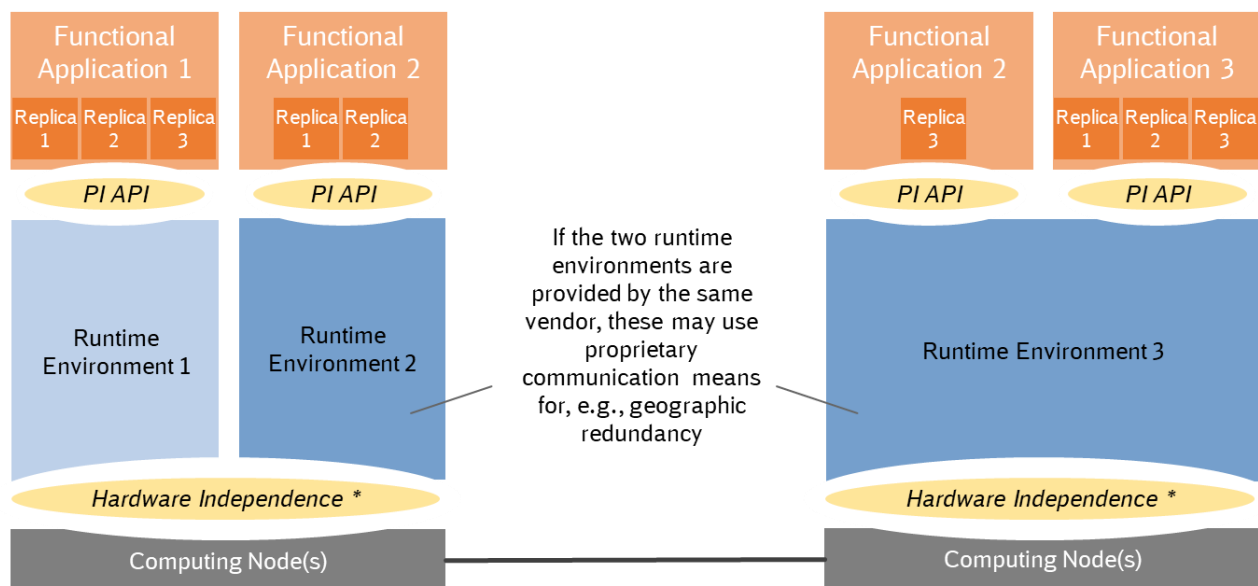 Functional
Application 1
Replica
1
Replica
2
Replica
3
PI API
Runtime
Environment 1
Functional
Application 2
Replica
1
Replica
2
PI API
Runtime
Environment 2
Hardware Independence *
Computing Node(s)
If the two runtime
environments are
provided by the same
vendor, these may use
proprietary
communication means
for, e.g., geographic
redundancy
Functional
Application 2
Replica
3
PI API
Functional
Application 3
Replica
1
Replica
2
Replica
3
PI API
Runtime Environment 3
Hardware Independence *
Computing Node(s)